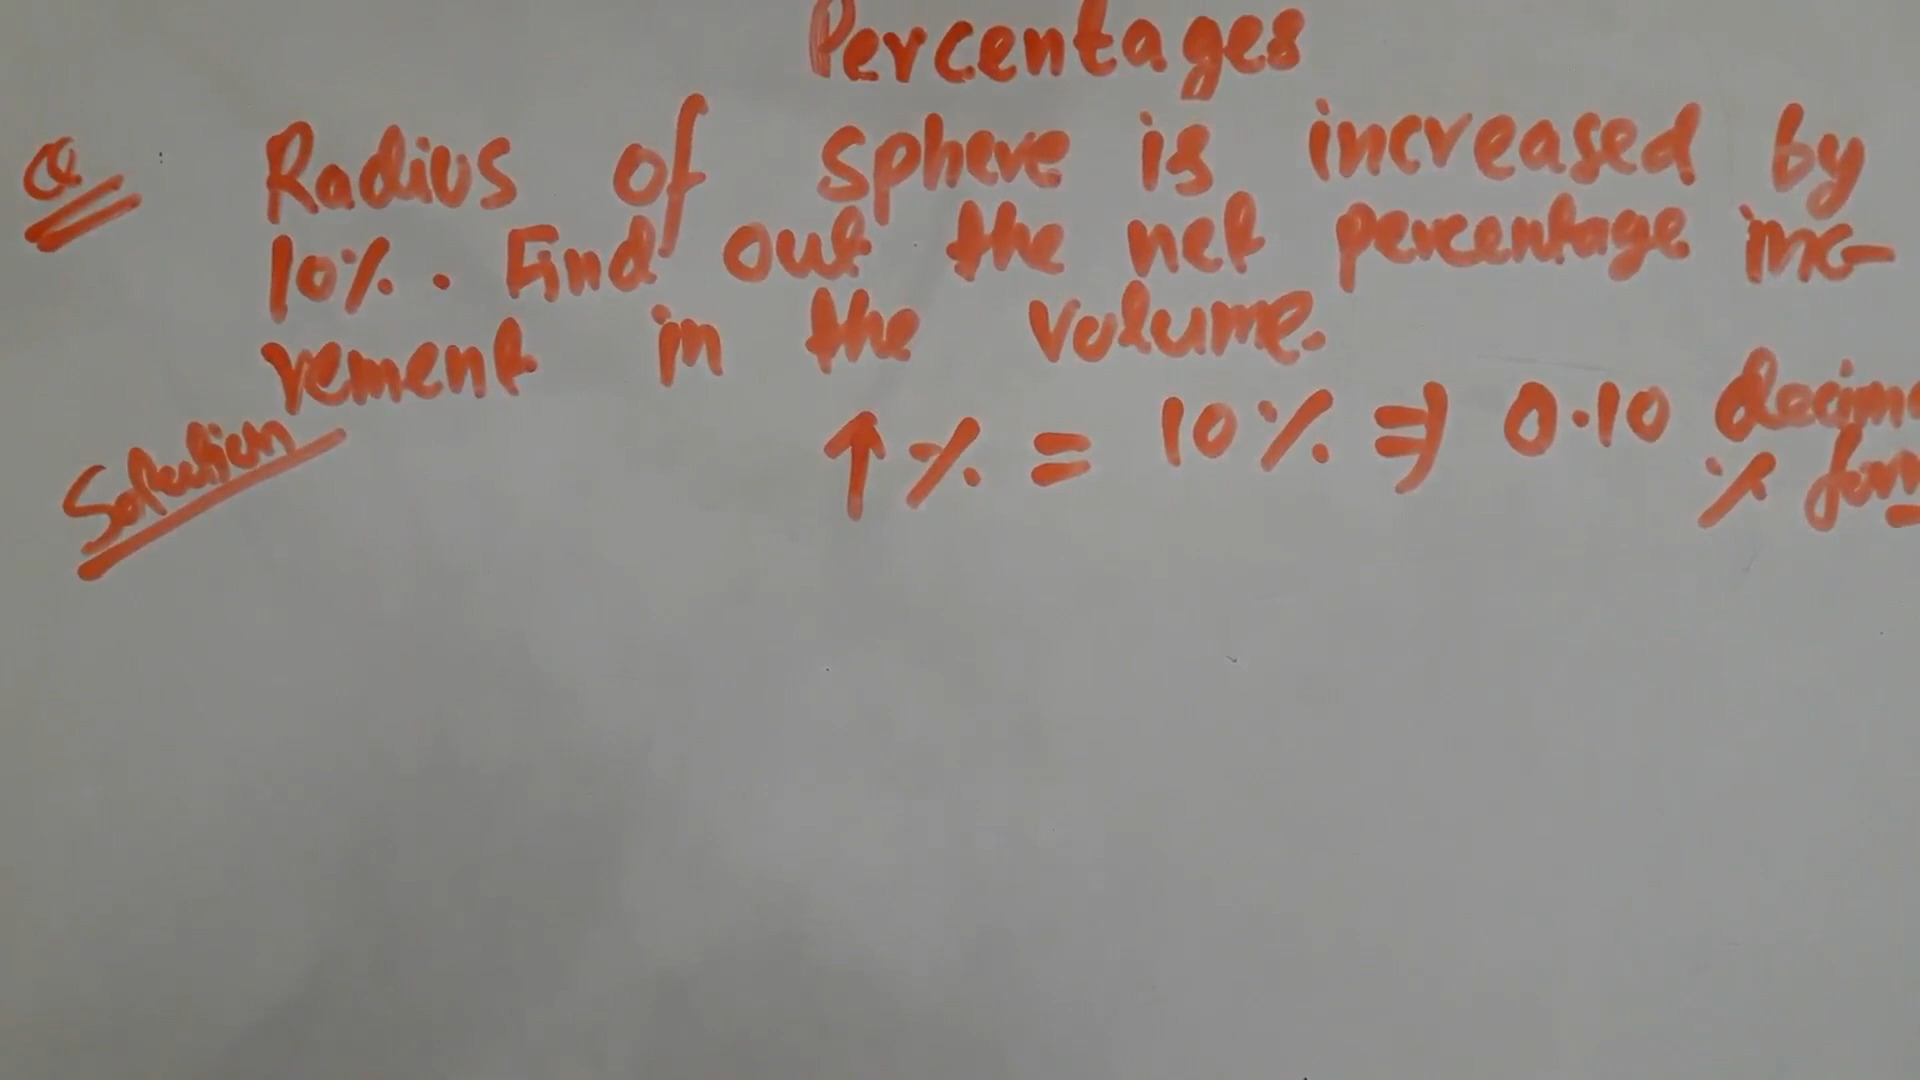 Percentages
Q Radius of sphere is increased by
10%. Find out the net percentage inc-
rement in the volume.
Solution
↑ % = 10% ⇒ 0.10
% form